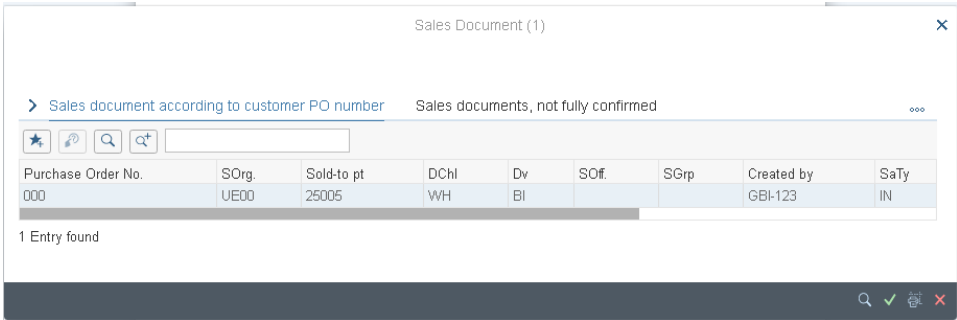 Sales Document (1)
Sales document according to customer PO number Sales documents, not fully confirmed
Purchase Order No. SOrg. Sold-to pt DChl Dv SOff. SGrp Created by SaTy
000 UE00 25005 WH BI GBI-123 IN
1 Entry found